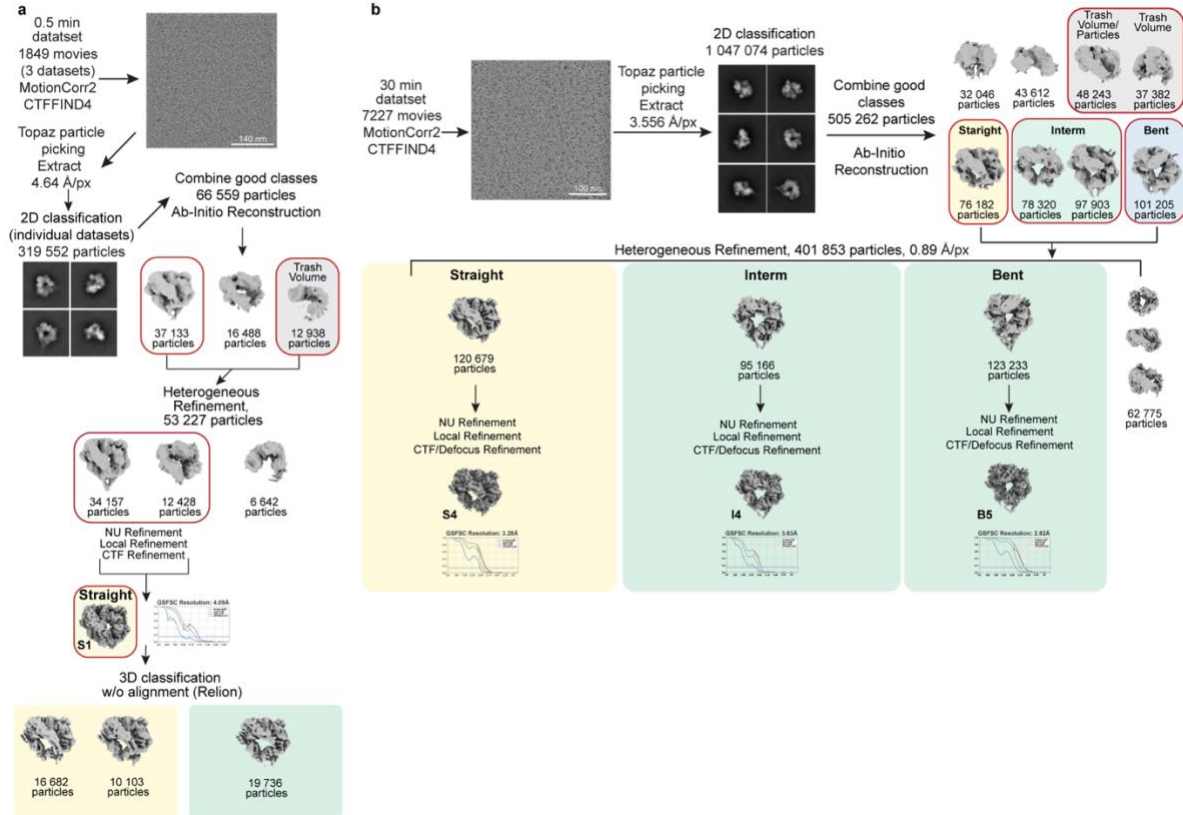 a
0.5 min
datatset
1849 movies
(3 datasets)
MotionCorr2
CTFFIND4
140 nm
Topaz particle
picking
Extract
4.64 Å/px
2D classification
(individual datasets)
319 552 particles
Combine good classes
66 559 particles
Ab-Initio Reconstruction
37 133
particles
16 488
particles
Trash
Volume
12 938
particles
Heterogeneous
Refinement,
53 227 particles
34 157
particles
12 428
particles
6 642
particles
NU Refinement
Local Refinement
CTF Refinement
Straight
S1
GSFSC Resolution: 4.05Å
3D classification
w/o alignment (Relion)
16 682
particles
10 103
particles
19 736
particles
b
30 min
datatset
7227 movies
MotionCorr2
CTFFIND4
100 nm
Topaz particle
picking
Extract
3.556 Å/px
2D classification
1 047 074 particles
Combine good
classes
505 262 particles
Ab-Initio
Reconstruction
32 046
particles
43 612
particles
Trash
Volume/
Particles
48 243
particles
Trash
Volume
37 382
particles
Staright
76 182
particles
Interm
78 320
particles
97 903
particles
Bent
101 205
particles
Heterogeneous Refinement, 401 853 particles, 0.89 Å/px
Straight
120 679
particles
NU Refinement
Local Refinement
CTF/Defocus Refinement
S4
GSFSC Resolution: 3.28Å
Interm
95 166
particles
NU Refinement
Local Refinement
CTF/Defocus Refinement
I4
GSFSC Resolution: 3.63Å
Bent
123 233
particles
NU Refinement
Local Refinement
CTF/Defocus Refinement
B5
GSFSC Resolution:
62 775
particles